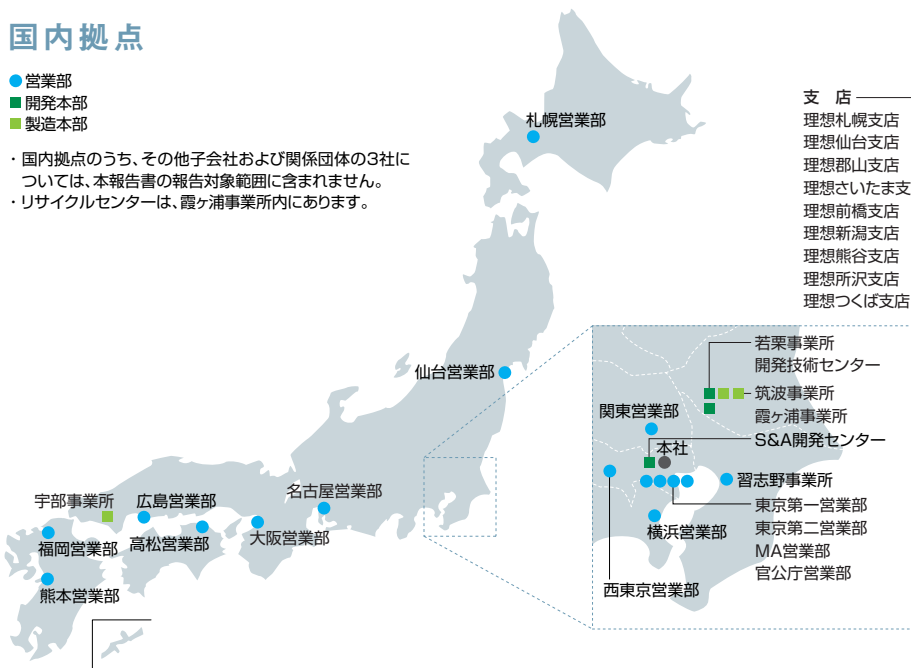 国内拠点
営業部
開発本部
製造本部
・国内拠点のうち、その他子会社および関係団体の3社に
ついては、本報告書の報告対象範囲に含まれません。
・リサイクルセンターは、霞ヶ浦事業所内にあります。
支 店
理想札幌支店
理想仙台支店
理想郡山支店
理想さいたま支
理想前橋支店
理想新潟支店
理想熊谷支店
理想所沢支店
理想つくば支店
札幌営業部
仙台営業部
名古屋営業部
大阪営業部
高松営業部
広島営業部
宇部事業所
福岡営業部
熊本営業部
若栗事業所
開発技術センター
筑波事業所
霞ヶ浦事業所
関東営業部
S&A開発センター
本社
習志野事業所
東京第一営業部
東京第二営業部
MA営業部
官公庁営業部
横浜営業部
西東京営業部